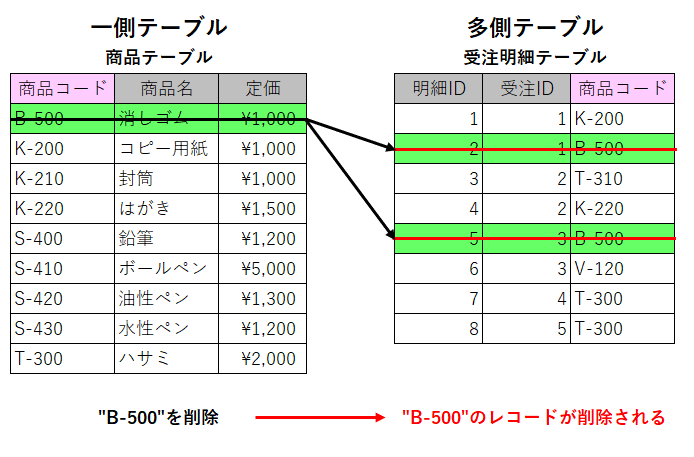 一側テーブル
商品テーブル
商品コード 商品名 定価
B-500 消しゴム ¥1,000
K-200 コピー用紙 ¥1,000
K-210 封筒 ¥1,000
K-220 はがき ¥1,500
S-400 鉛筆 ¥1,200
S-410 ボールペン ¥5,000
S-420 油性ペン ¥1,300
S-430 水性ペン ¥1,200
T-300 ハサミ ¥2,000
多側テーブル
受注明細テーブル
明細ID 受注ID 商品コード
1 1 K-200
2 1 B-500
3 2 T-310
4 2 K-220
5 3 B-500
6 3 V-120
7 4 T-300
8 5 T-300
"B-500"を削除
"B-500"のレコードが削除される